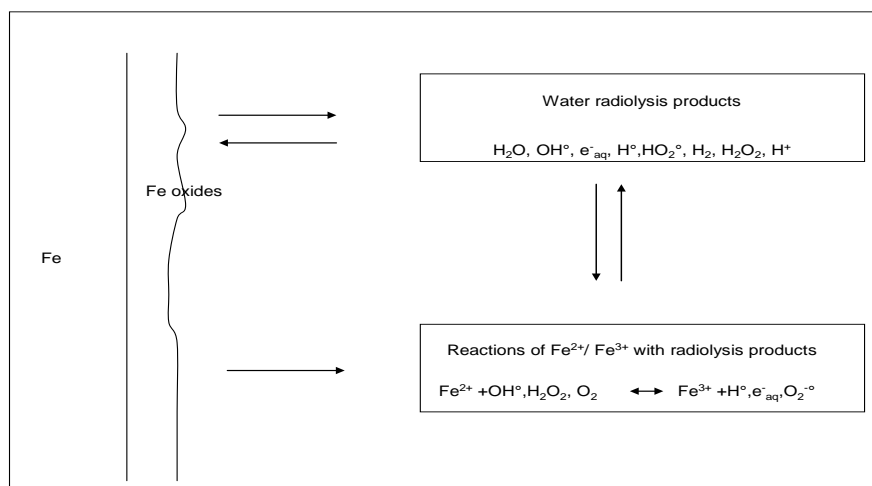 Water radiolysis products
H₂O, OH°, e⁻aq, H°,HO₂°, H₂, H₂O₂, H⁺
Fe oxides
Fe
Reactions of Fe²⁺/ Fe³⁺ with radiolysis products
Fe²⁺ +OH°,H₂O₂, O₂ ↔ Fe³⁺ +H°,e⁻aq,O₂⁻°